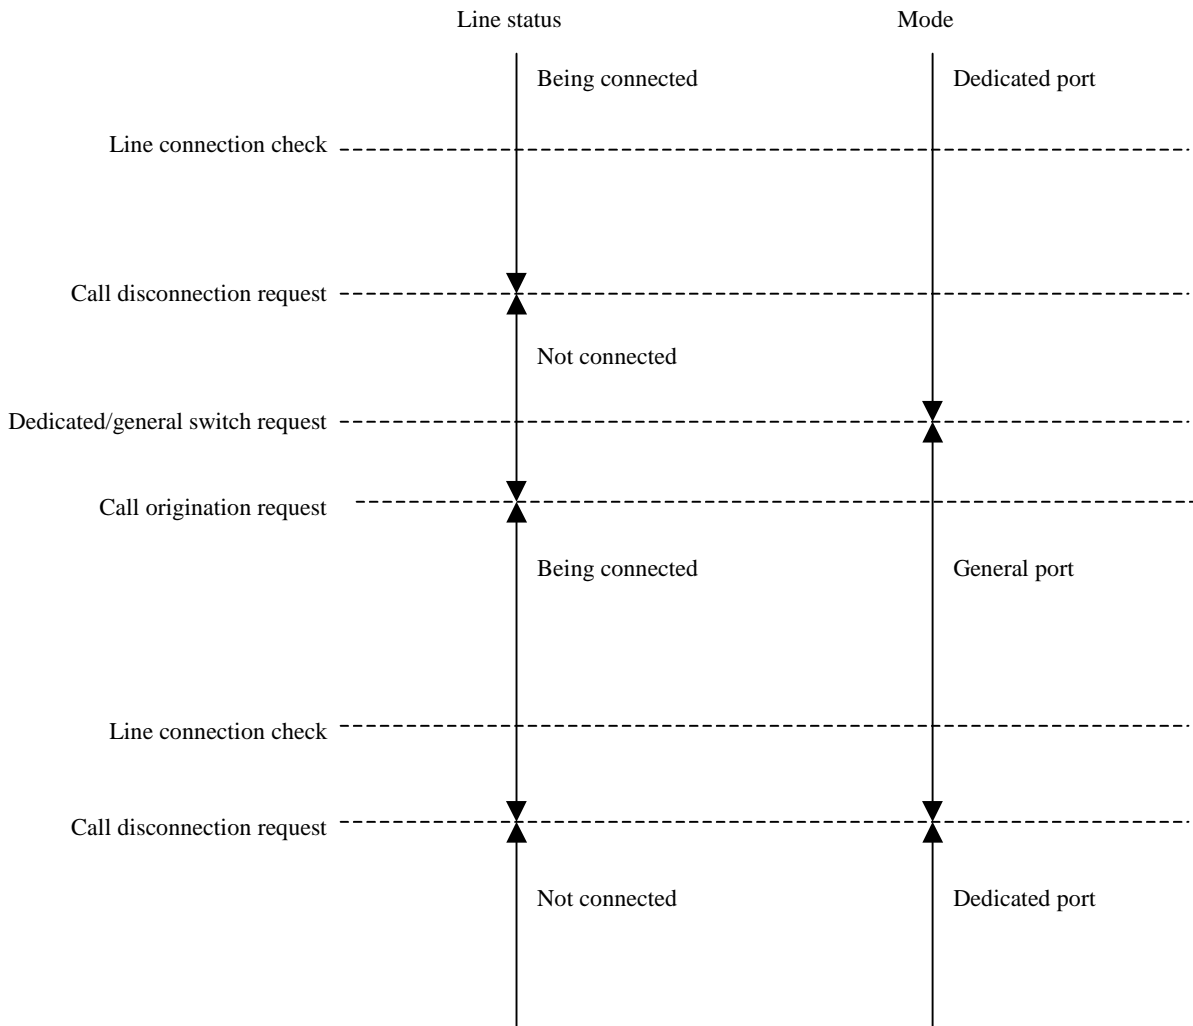 Line status
Mode
Being connected
Dedicated port
Line connection check
Call disconnection request
Not connected
Dedicated/general switch request
Call origination request
Being connected
General port
Line connection check
Call disconnection request
Not connected
Dedicated port